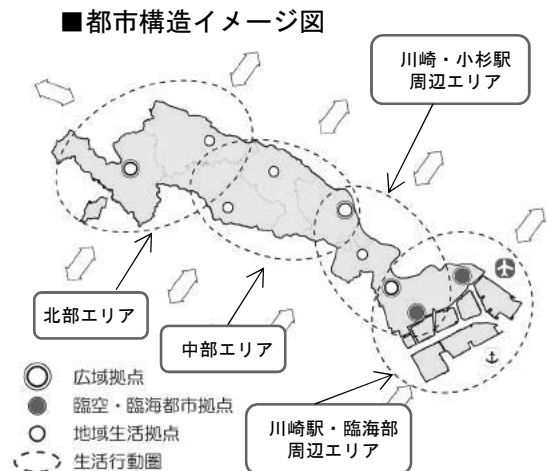 ■都市構造イメージ図
川崎・小杉駅
周辺エリア
北部エリア
中部エリア
川崎駅・臨海部
周辺エリア
広域拠点
臨空・臨海都市拠点
地域生活拠点
生活行動圏